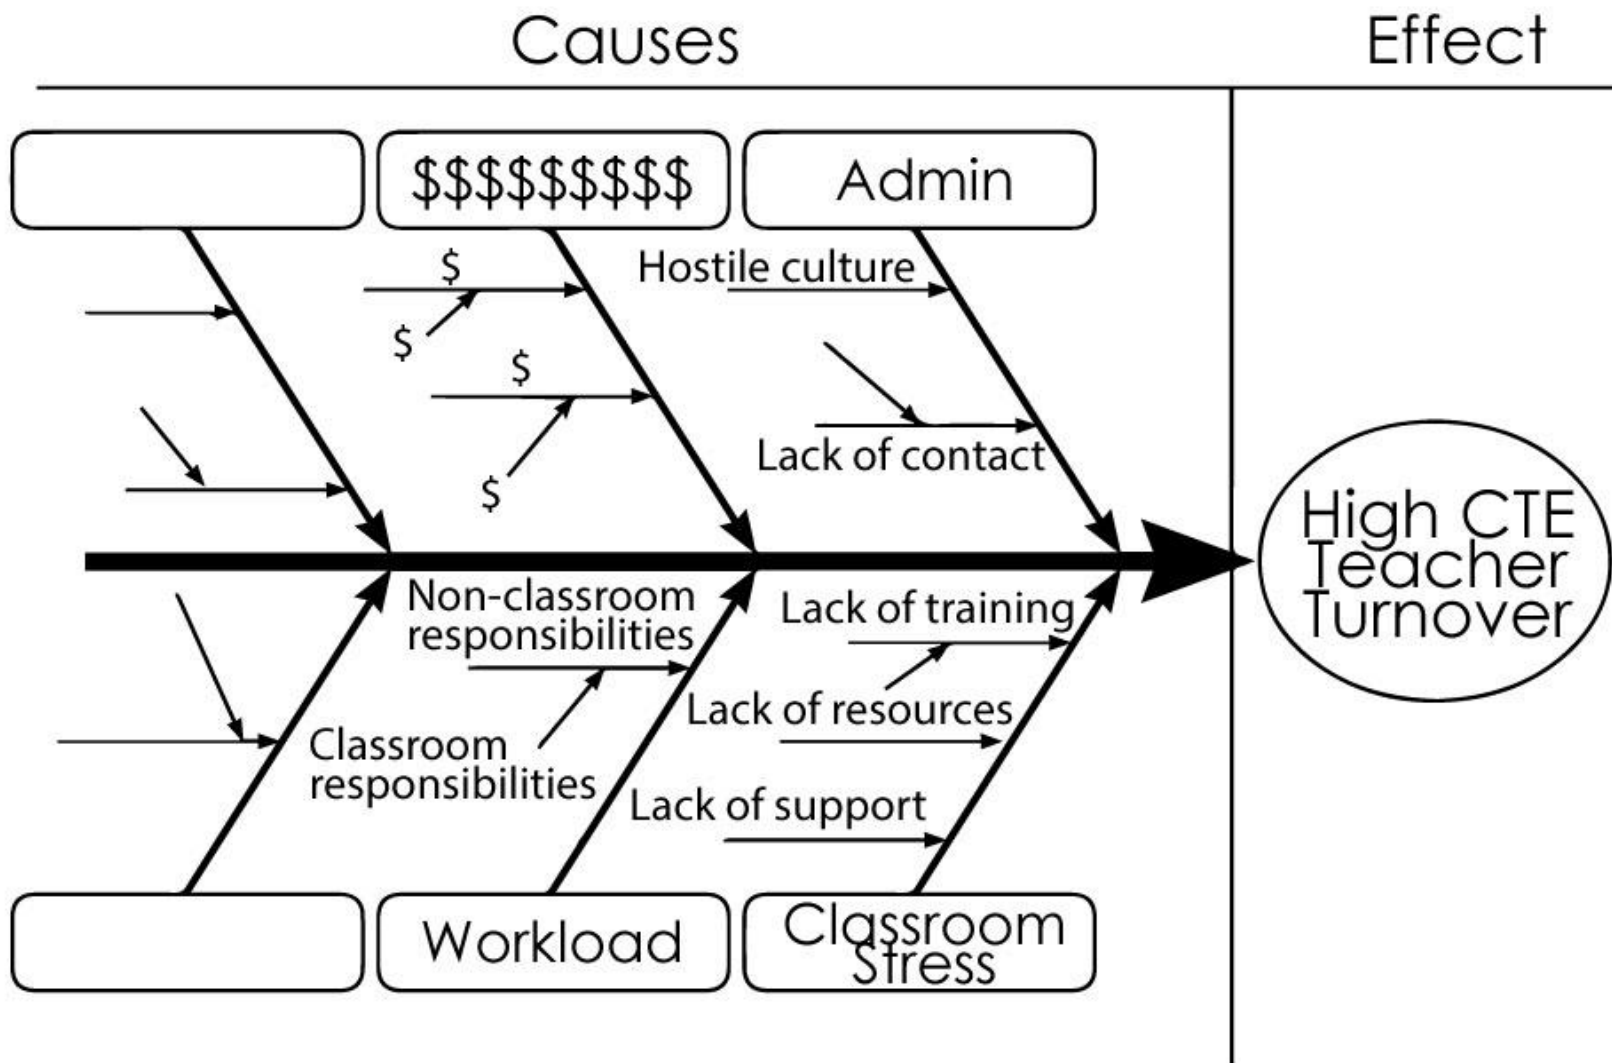 Causes
Effect
$$$$$$$$$
Admin
$
$
$
$
Hostile culture
Lack of contact
High CTE
Teacher
Turnover
Non-classroom
responsibilities
Classroom
responsibilities
Lack of training
Lack of resources
Lack of support
Workload
Classroom
Stress